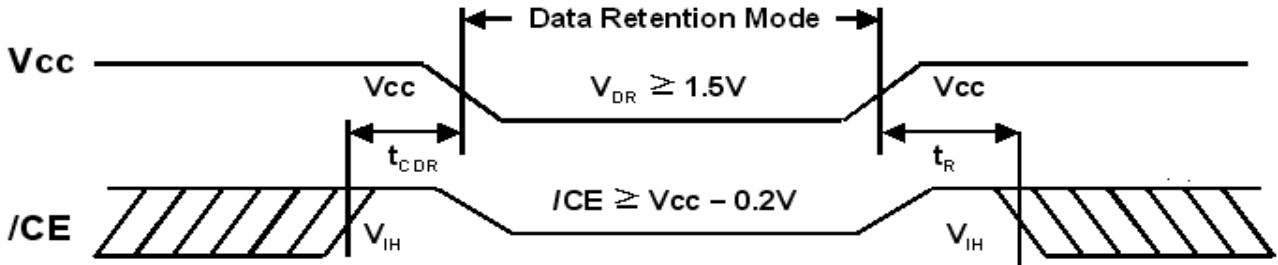 Data Retention Mode
Vcc
Vcc
V_DR ≥ 1.5V
Vcc
t_CDR
t_R
/CE ≥ Vcc – 0.2V
/CE
V_IH
V_IH